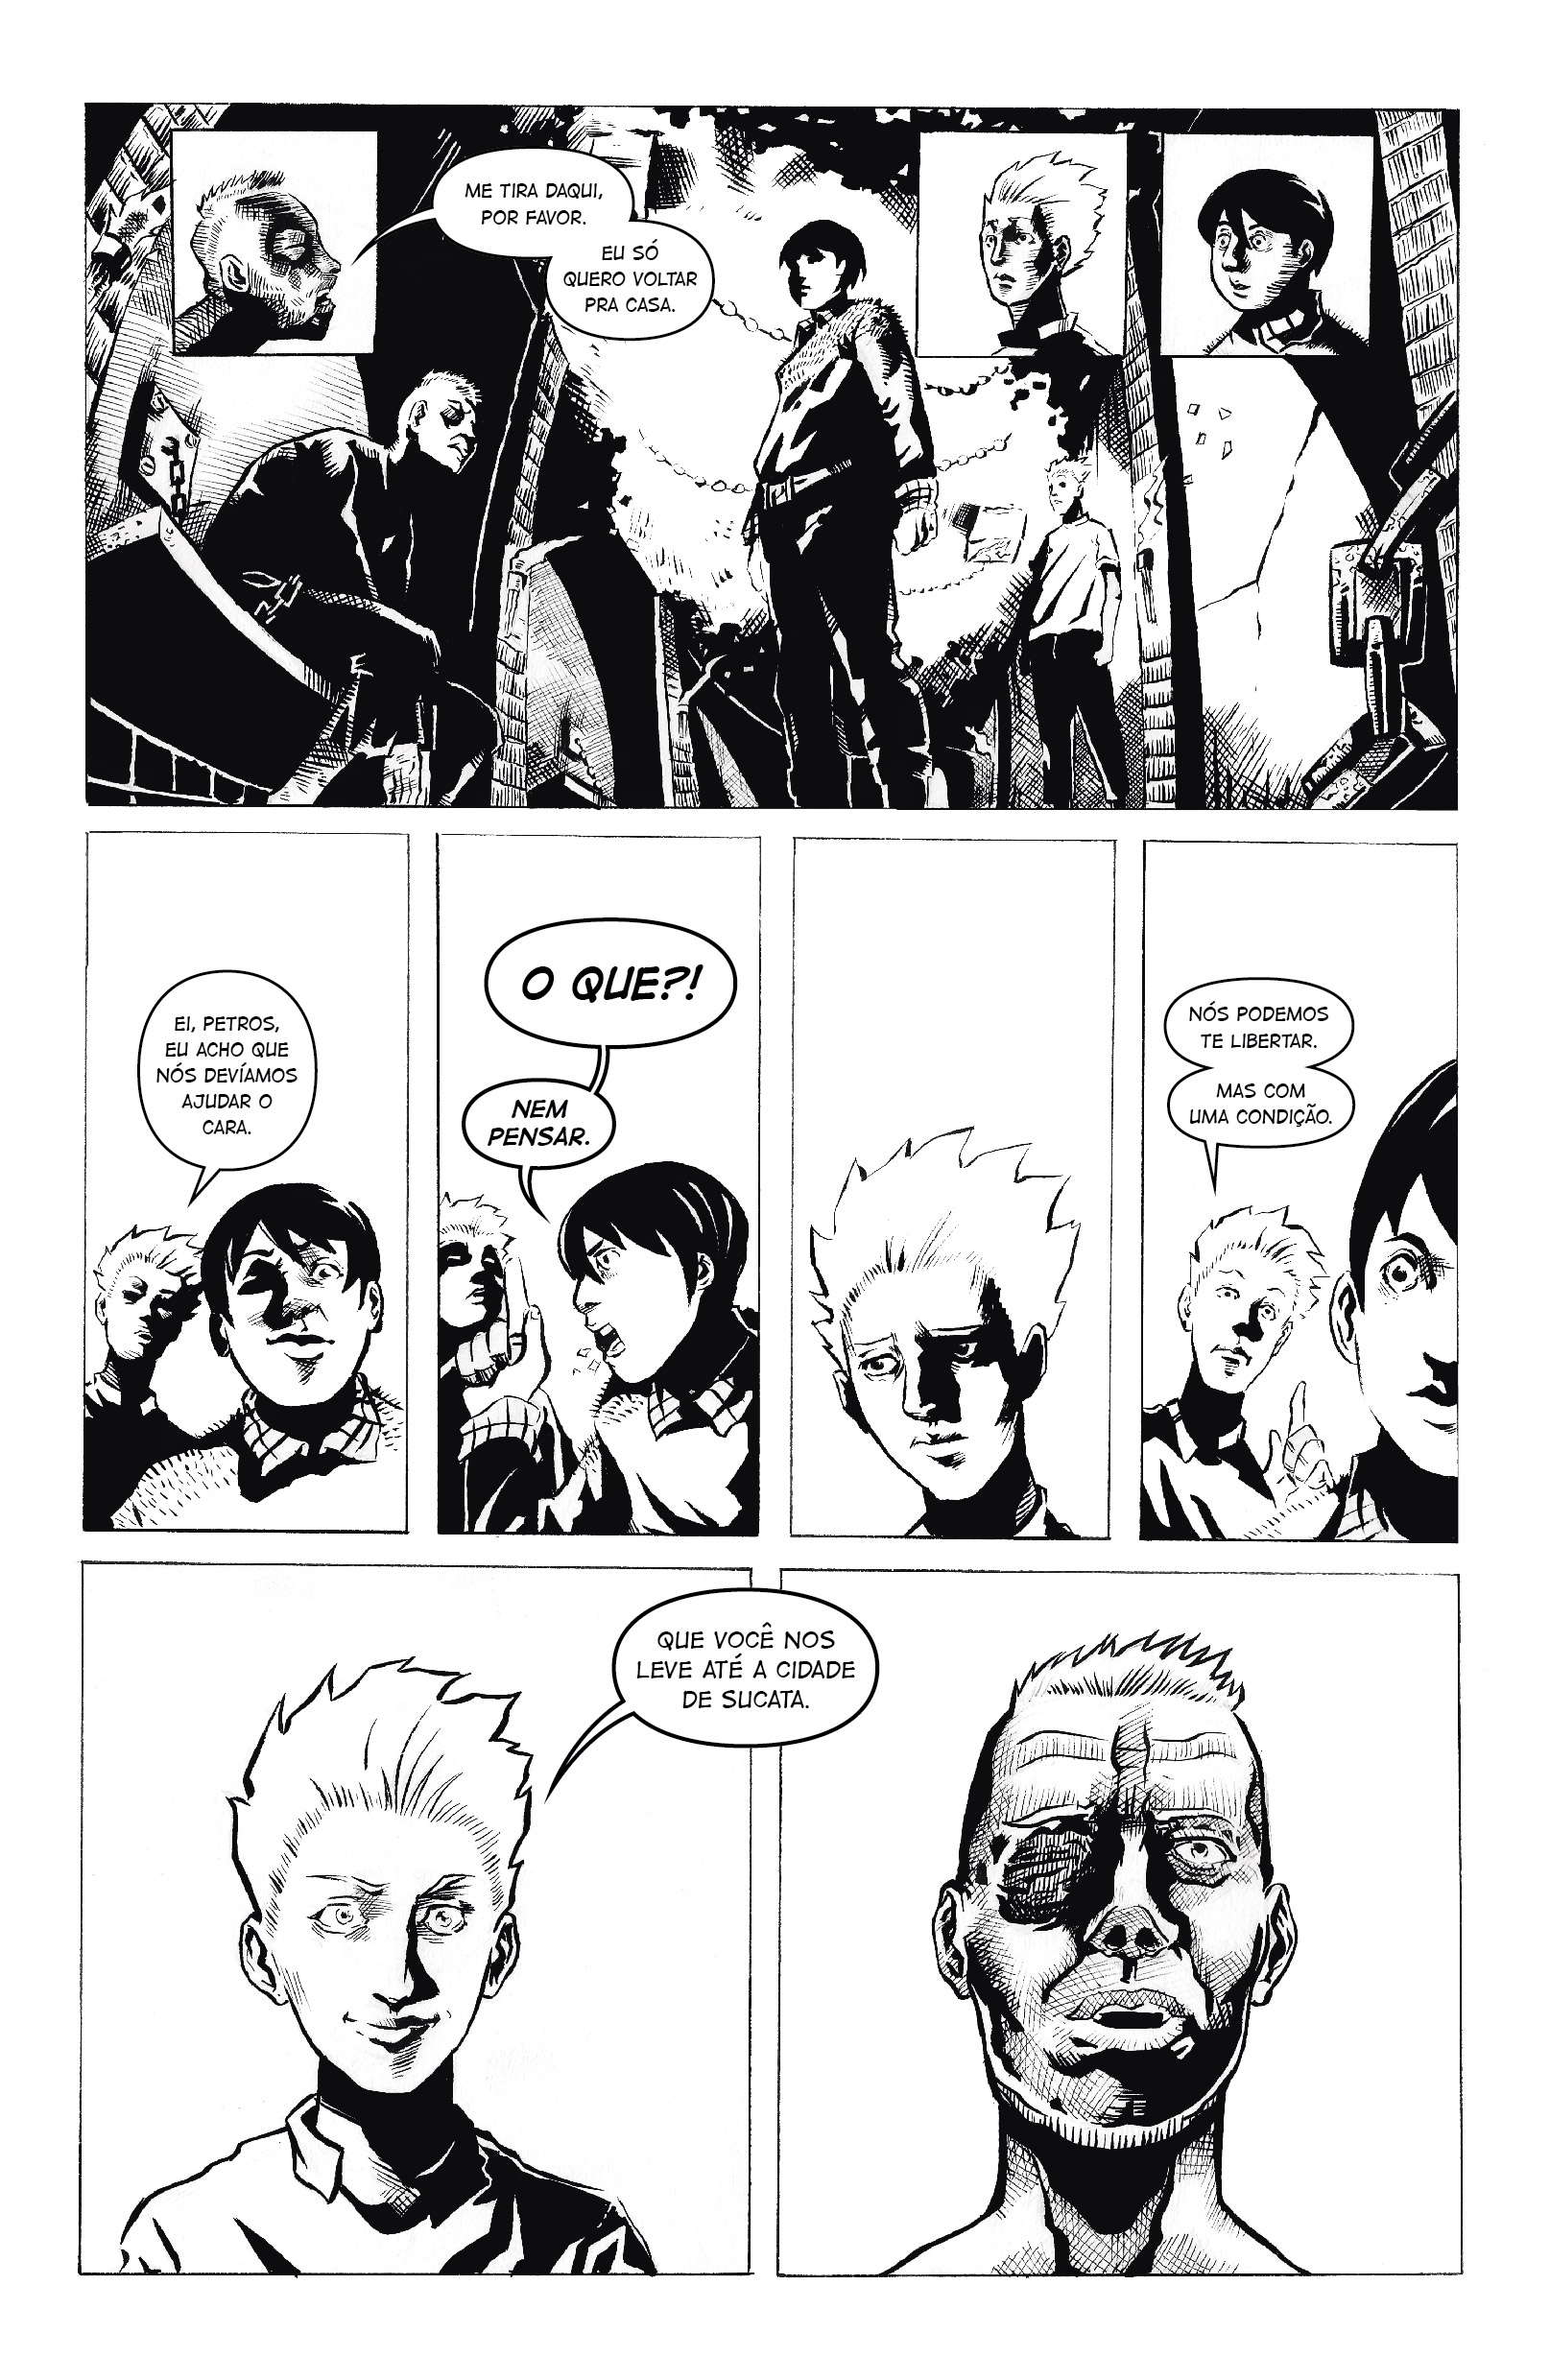 ME TIRA DAQUI,
POR FAVOR.
EU SÓ
QUERO VOLTAR
PRA CASA.
EI, PETROS,
EU ACHO QUE
NÓS DEVÍAMOS
AJUDAR O
CARA.
O QUE?!
NEM
PENSAR.
NÓS PODEMOS
TE LIBERTAR.
MAS COM
UMA CONDIÇÃO.
QUE VOCÊ NOS
LEVE ATÉ A CIDADE
DE SUCATA.